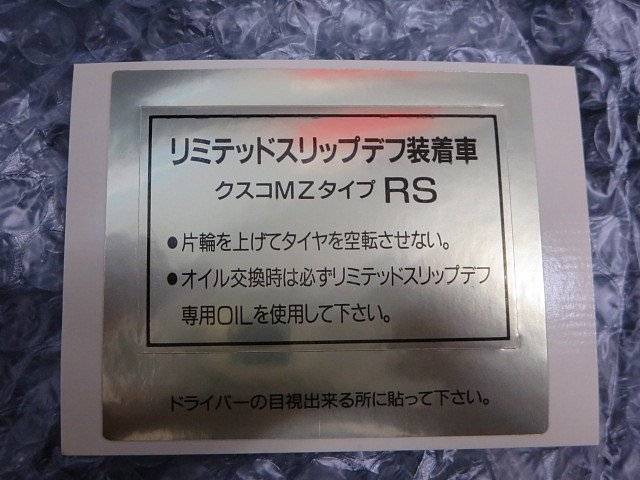 リミテッドスリップデフ装着車
クスコMZタイプ RS
●片輪を上げてタイヤを空転させない。
●オイル交換時は必ずリミテッドスリップデフ
専用OILを使用して下さい。
ドライバーの目視出来る所に貼って下さい。